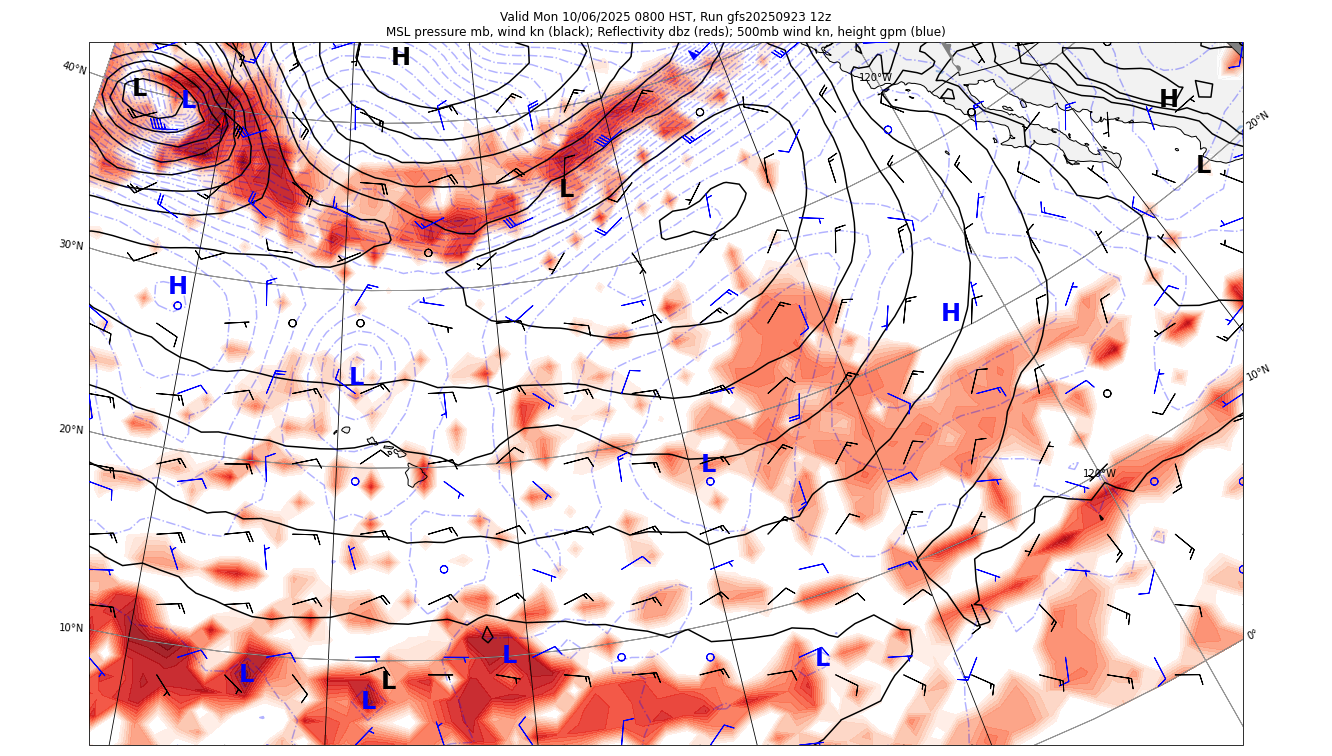 Valid Mon 10/06/2025 0800 HST, Run gfs20250923 12z
MSL pressure mb, wind kn (black); Reflectivity dbz (reds); 500mb wind kn, height gpm (blue)
H
40°N
120°W
L
L
H
20°N
L
L
30°N
H
H
L
10°N
20°N
L
120°W
10°N
0°
L
L
L
L
L